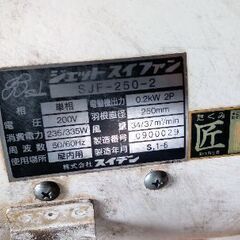 ジェットスイファン
SJF-250-2
相 単相 電動機出力 0.2kW 2P
電圧 200V 羽根直径 250mm
消費電力 235/335W 風量 34/37m³/min
周波数 50/60Hz 製造番号 0900029
使用場所 屋内用 製造年月 S.1-6
株式会社 スイデン
たくみ
匠